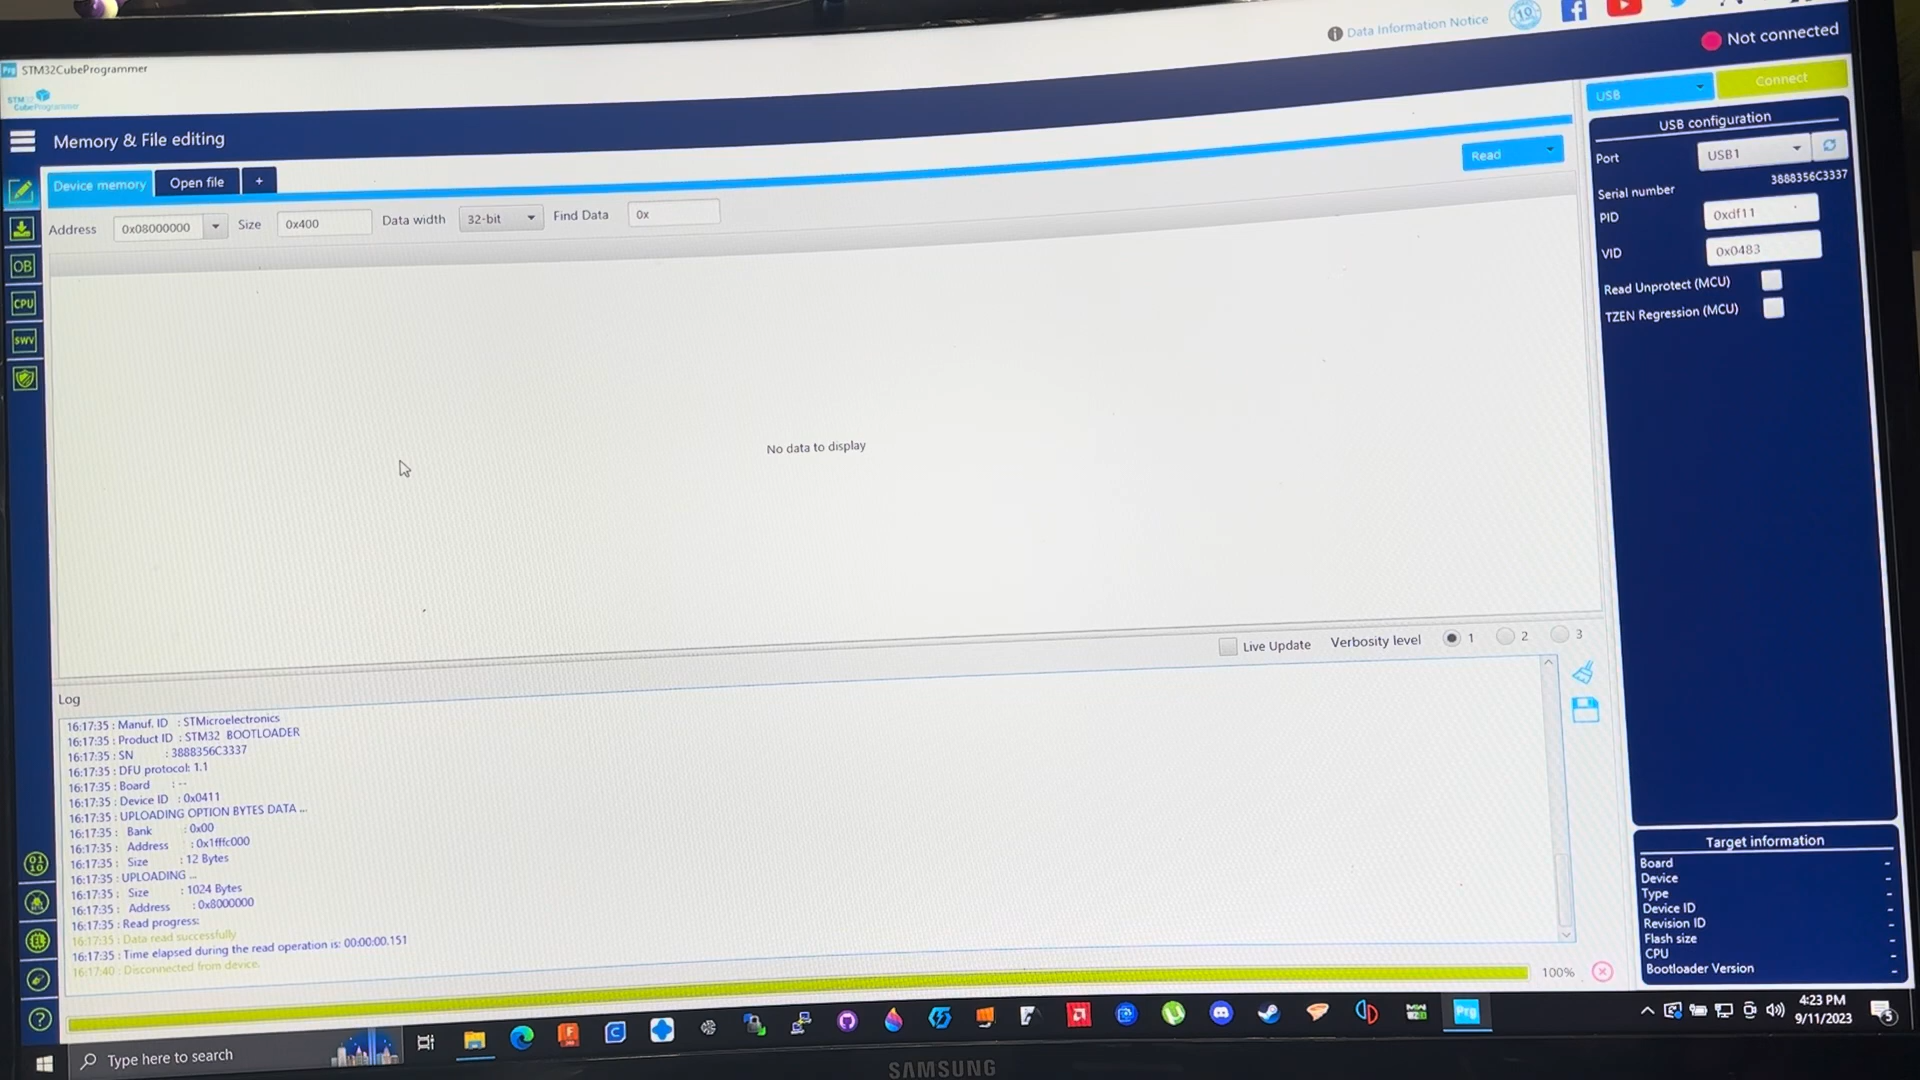 Data Information Notice
10
Prg STM32CubeProgrammer
Not connected
STM32
CubeProgrammer
USB
Connect
Memory & File editing
USB configuration
Device memory
Open file
+
Read
Port
USB1
Serial number
3888356C3337
Address
0x08000000
Size
0x400
Data width
32-bit
Find Data
0x
PID
0xdf11
VID
0x0483
OB
CPU
SWV
Read Unprotect (MCU)
TZEN Regression (MCU)
No data to display
Live Update
Verbosity level
1
2
3
Log
16:17:35 : Manuf. ID : STMicroelectronics
16:17:35 : Product ID : STM32 BOOTLOADER
16:17:35 : SN : 3888356C3337
16:17:35 : DFU protocol: 1.1
16:17:35 : Board : --
16:17:35 : Device ID : 0x0411
16:17:35 : UPLOADING OPTION BYTES DATA ...
16:17:35 : Bank : 0x00
16:17:35 : Address : 0x1fffc000
16:17:35 : Size : 12 Bytes
16:17:35 : UPLOADING ...
16:17:35 : Size : 1024 Bytes
16:17:35 : Address : 0x8000000
16:17:35 : Read progress:
16:17:35 : Data read successfully
16:17:35 : Time elapsed during the read operation is: 00:00:00.151
16:17:40 : Disconnected from device.
100%
Target information
Board -
Device -
Type -
Device ID -
Revision ID -
Flash size -
CPU -
Bootloader Version -
Type here to search
Prg
4:23 PM
9/11/2023
5
SAMSUNG